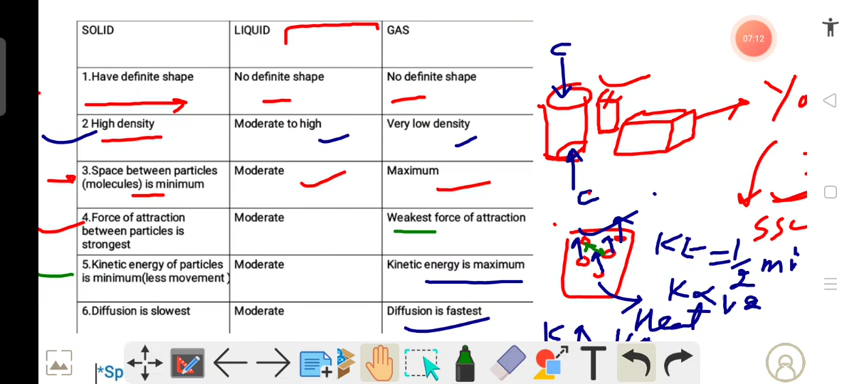 SOLID LIQUID GAS
1.Have definite shape No definite shape No definite shape
2 High density Moderate to high Very low density
3.Space between particles Moderate Maximum
(molecules) is minimum
4.Force of attraction Moderate Weakest force of attraction
between particles is
strongest
5.Kinetic energy of particles Moderate Kinetic energy is maximum
is minimum(less movement)
6.Diffusion is slowest Moderate Diffusion is fastest
*Sp
07:12
C
C
KE = 1/2 m
K ∝
Heat
K↑
T